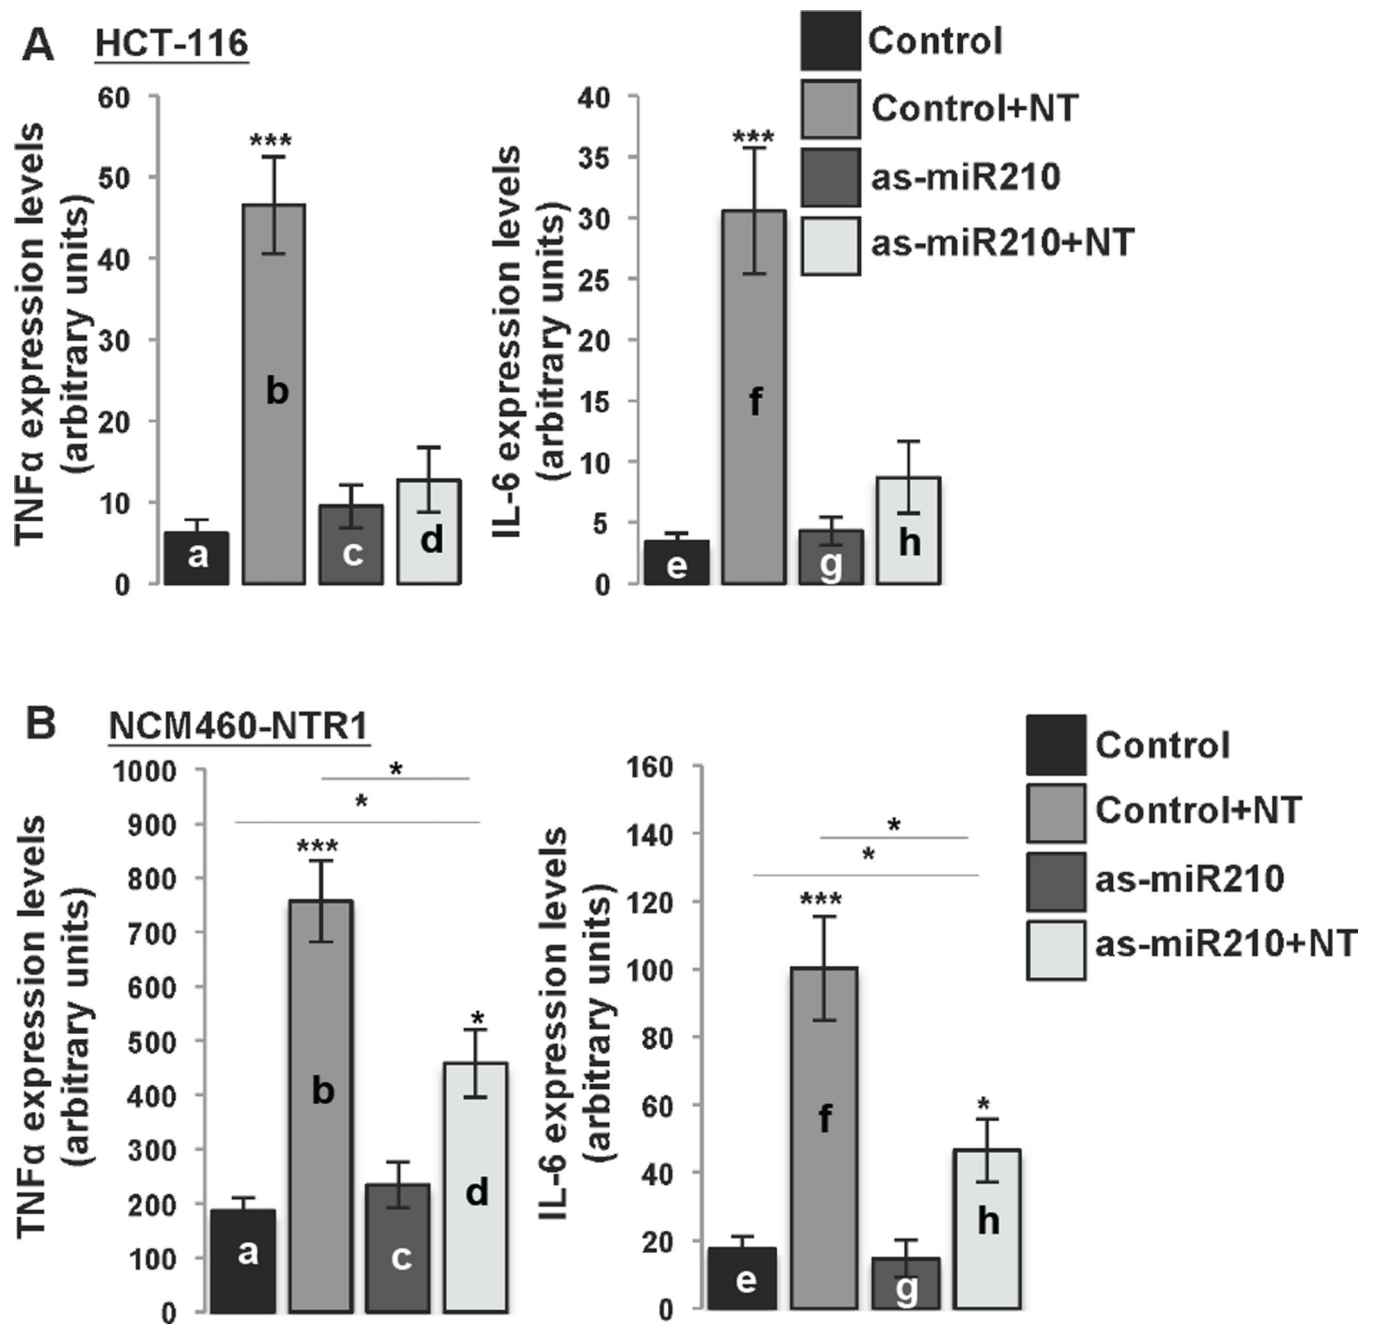 A
HCT-116
TNFα expression levels
(arbitrary units)
60
50
40
30
20
10
0
***
a
b
c
d
IL-6 expression levels
(arbitrary units)
40
35
30
25
20
15
10
5
0
***
e
f
g
h
Control
Control+NT
as-miR210
as-miR210+NT
B
NCM460-NTR1
TNFα expression levels
(arbitrary units)
1000
900
800
700
600
500
400
300
200
100
0
*
*
***
*
a
b
c
d
IL-6 expression levels
(arbitrary units)
160
140
120
100
80
60
40
20
0
*
*
***
*
e
f
g
h
Control
Control+NT
as-miR210
as-miR210+NT